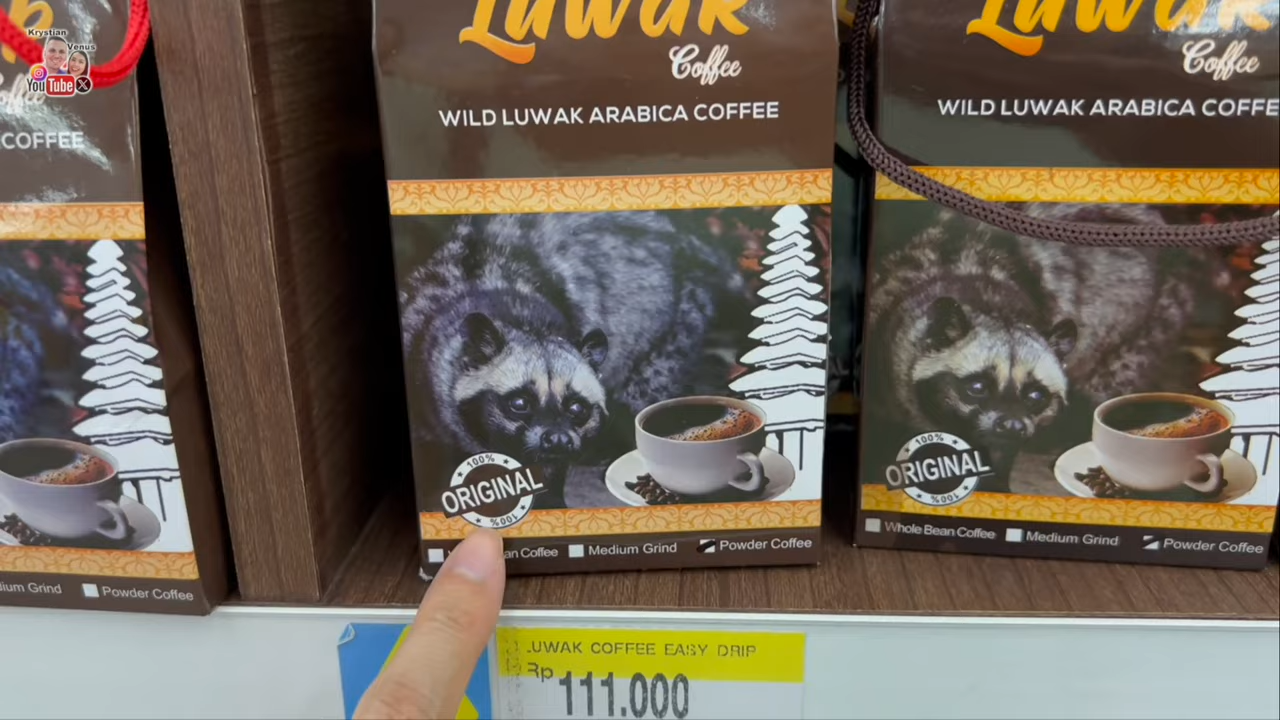 Krystian
Venus
YouTube X
COFFEE
Powder Coffee
Luwak
Coffee
WILD LUWAK ARABICA COFFEE
100%
ORIGINAL
100%
Coffee
Medium Grind
Powder Coffee
Luwak
Coffee
WILD LUWAK ARABICA COFFE
100%
ORIGINAL
100%
Whole Bean Coffee
Medium Grind
Powder Coffee
LUWAK COFFEE EASY DRIP
Rp 111.000